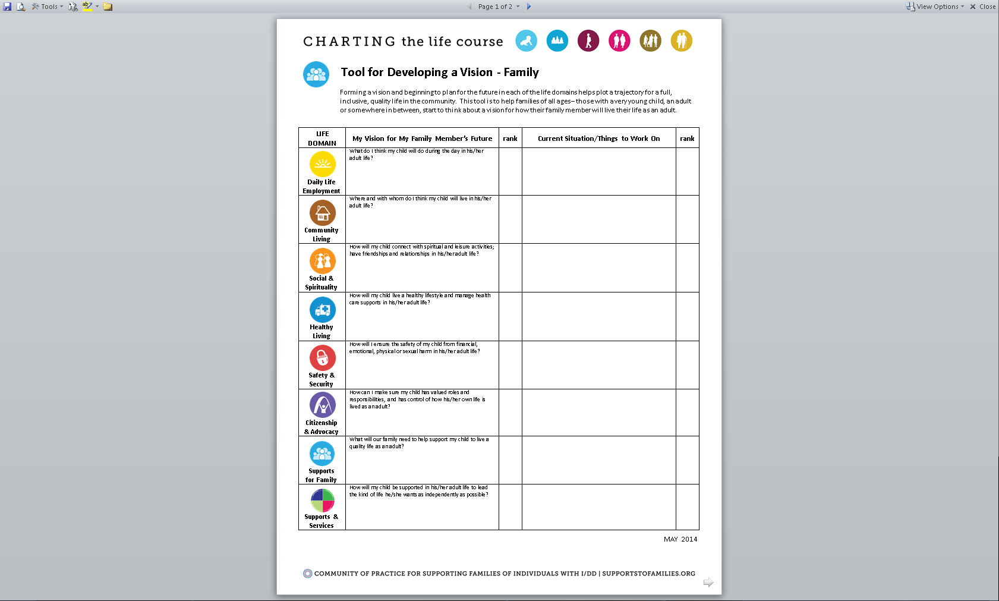 Tools
ab
Page 1 of 2
View Options
Close
CHARTING the life course
Tool for Developing a Vision - Family
Forming a vision and beginning to plan for the future in each of the life domains helps plot a trajectory for a full,
inclusive, quality life in the community. This tool is to help families of all ages– those with a very young child, an adult
or somewhere in between, start to think about a vision for how their family member will live their life as an adult.
LIFE
DOMAIN
My Vision for My Family Member's Future
rank
Current Situation/Things to Work On
rank
What do I think my child will do during the day in his/her
adult life?
Daily Life
Employment
Where and with whom do I think my child will live in his/her
adult life?
Community
Living
How will my child connect with spiritual and leisure activities;
have friendships and relationships in his/her adult life?
Social &
Spirituality
How will my child live a healthy lifestyle and manage health
care supports in his/her adult life?
Healthy
Living
How will I ensure the safety of my child from financial,
emotional, physical or sexual harm in his/her adult life?
Safety &
Security
How can I make sure my child has valued roles and
responsibilities, and has control of how his/her own life is
lived as an adult?
Citizenship
& Advocacy
What will our family need to help support my child to live a
quality life as an adult?
Supports
for Family
How will my child be supported in his/her adult life to lead
the kind of life he/she wants as independently as possible?
Supports &
Services
MAY 2014
COMMUNITY OF PRACTICE FOR SUPPORTING FAMILIES OF INDIVIDUALS WITH I/DD | SUPPORTSTOFAMILIES.ORG